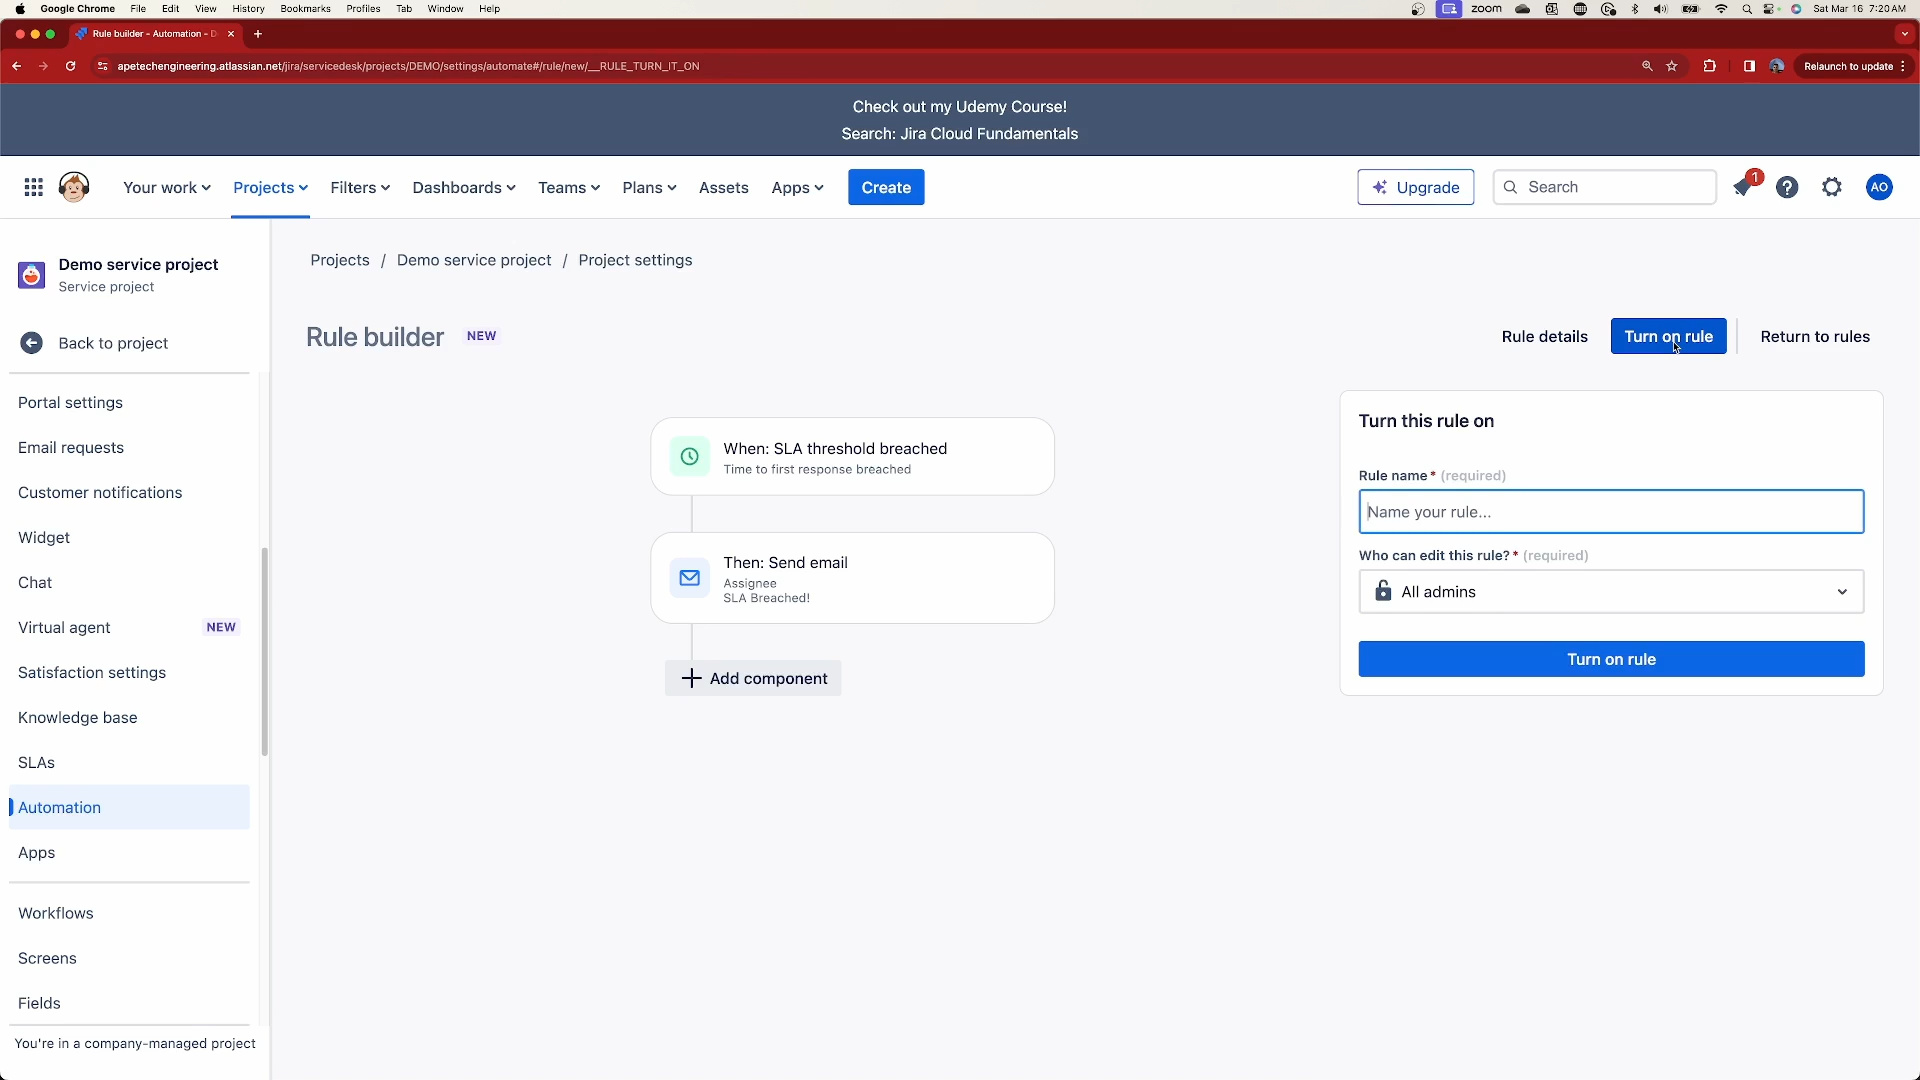 Google Chrome File Edit View History Bookmarks Profiles Tab Window Help zoom Sat Mar 16 7:20 AM
Rule builder - Automation - D
apetechengineering.atlassian.net/jira/servicedesk/projects/DEMO/settings/automate#/rule/new/__RULE_TURN_IT_ON Relaunch to update
Check out my Udemy Course!
Search: Jira Cloud Fundamentals
Your work Projects Filters Dashboards Teams Plans Assets Apps Create Upgrade Search 1 AO
Demo service project
Service project
Back to project
Portal settings
Email requests
Customer notifications
Widget
Chat
Virtual agent NEW
Satisfaction settings
Knowledge base
SLAs
Automation
Apps
Workflows
Screens
Fields
You're in a company-managed project
Projects / Demo service project / Project settings
Rule builder NEW
Rule details Turn on rule Return to rules
When: SLA threshold breached
Time to first response breached
Then: Send email
Assignee
SLA Breached!
Add component
Turn this rule on
Rule name* (required)
Name your rule...
Who can edit this rule?* (required)
All admins
Turn on rule